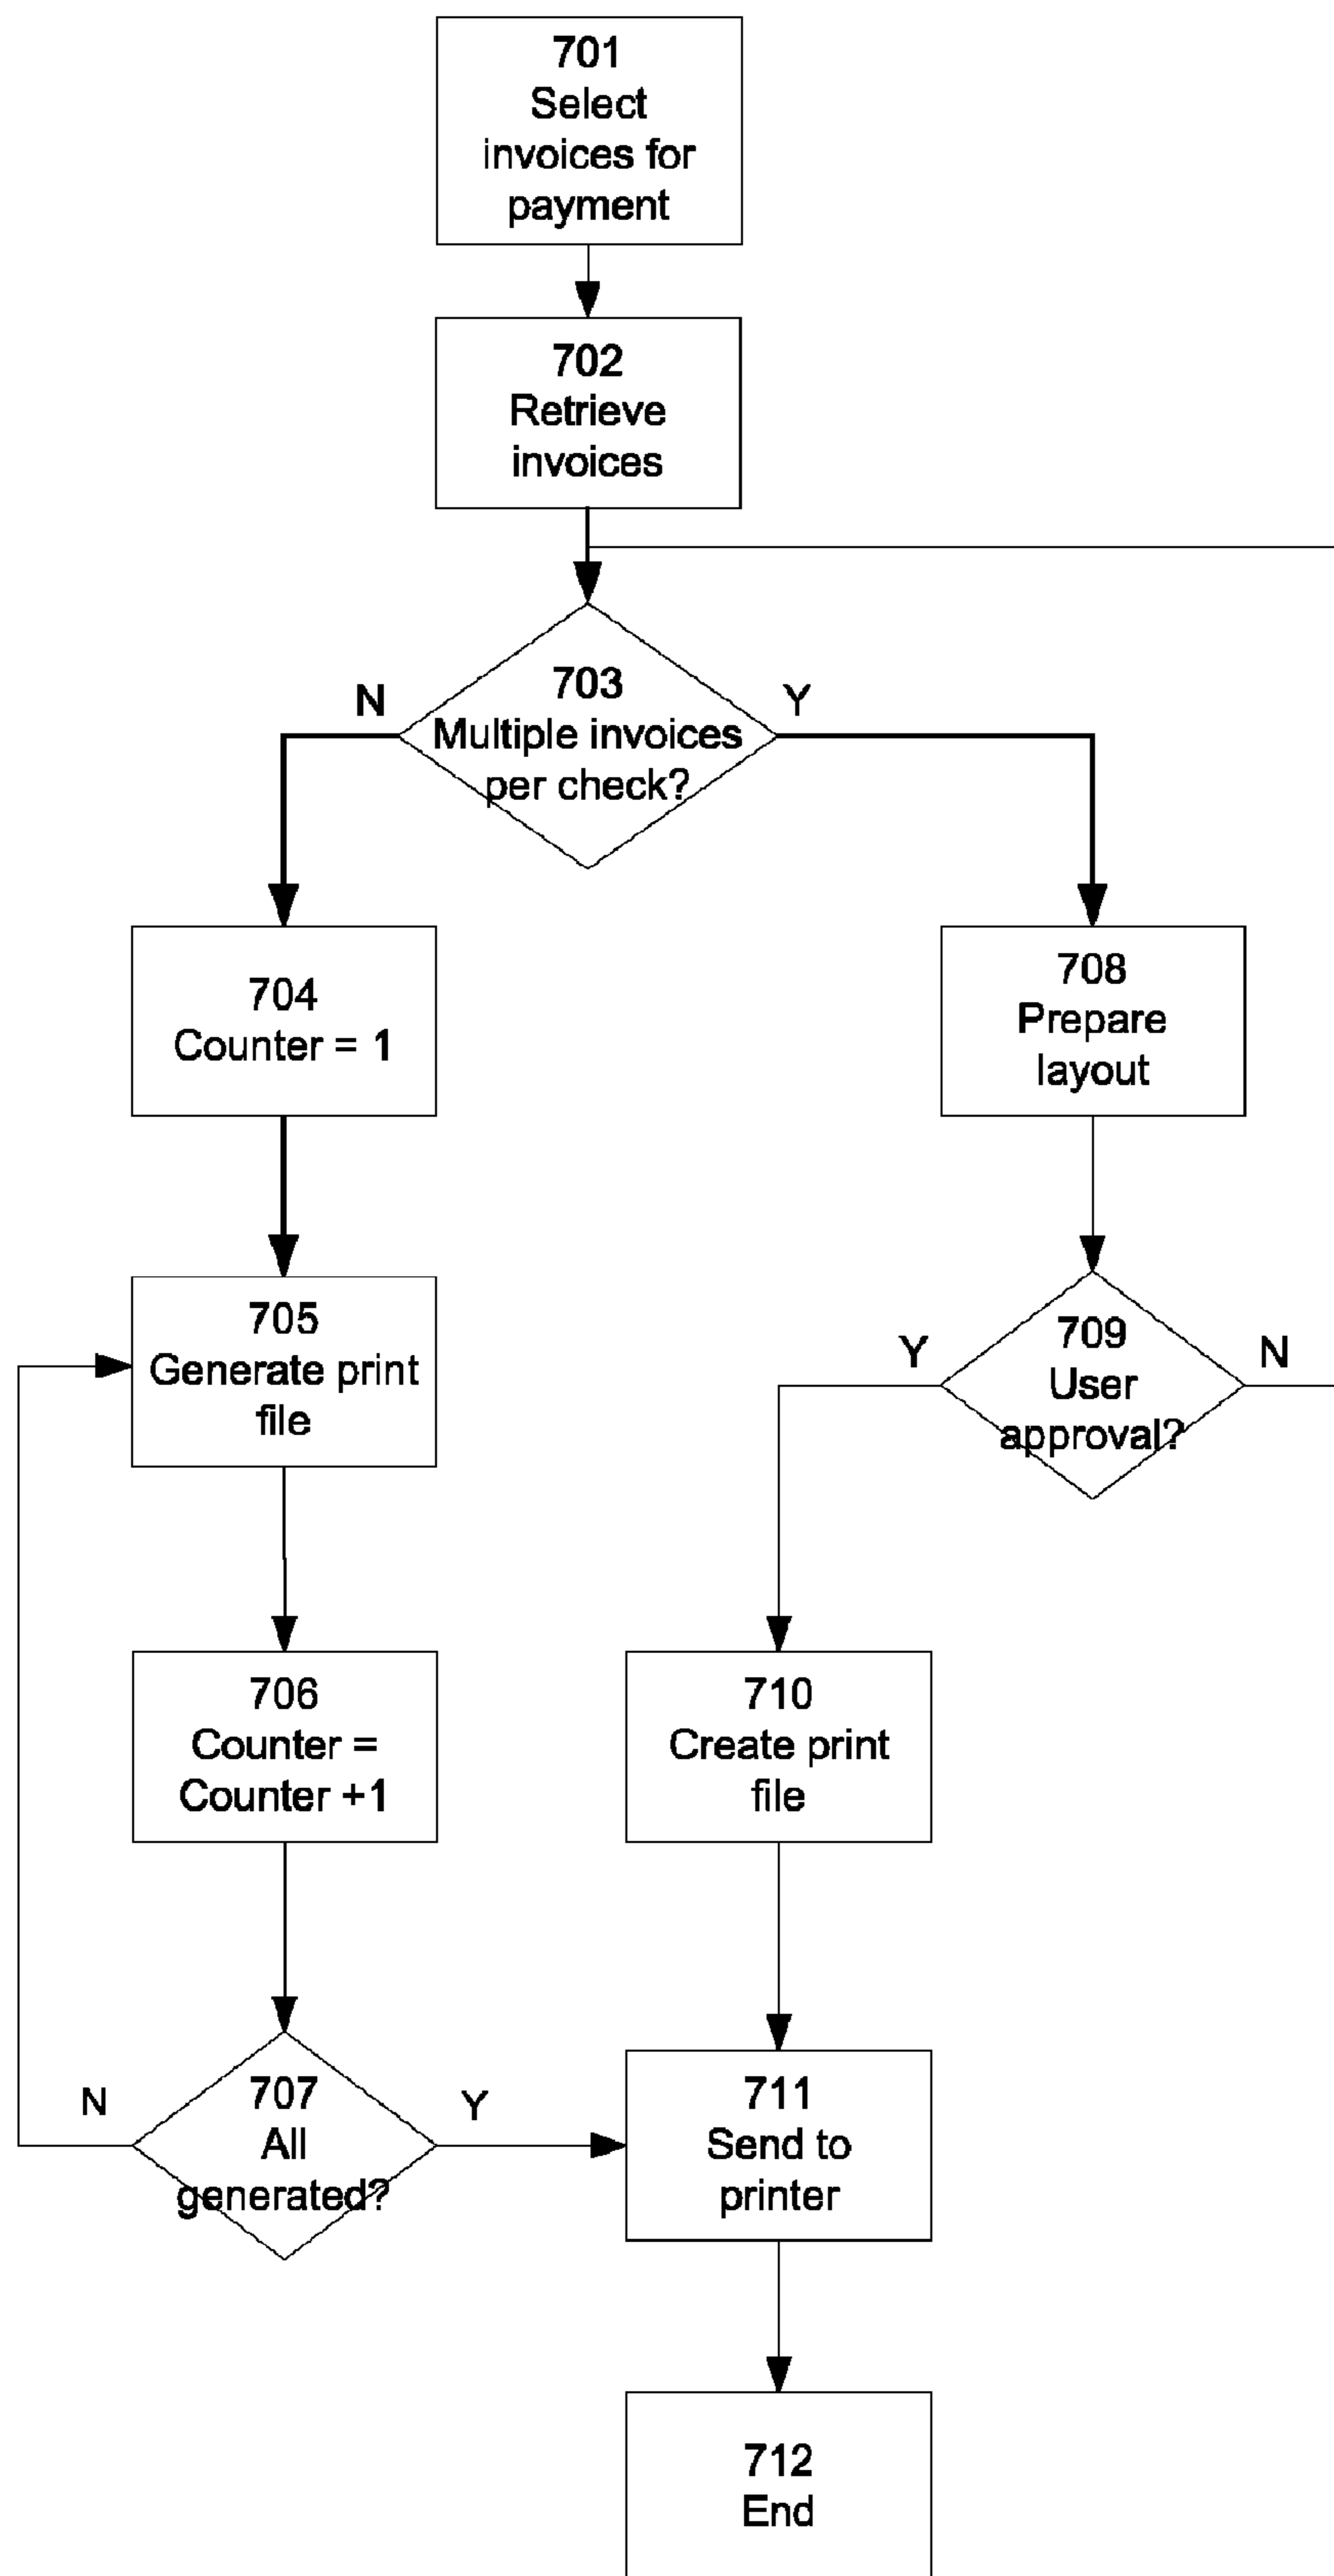 701
Select
invoices for
payment
702
Retrieve
invoices
N
703
Y
Multiple invoices
per check?
704
Counter = 1
708
Prepare
layout
705
Generate print
file
Y
709
N
User
approval?
706
Counter =
Counter +1
710
Create print
file
N
707
Y
All
generated?
711
Send to
printer
712
End